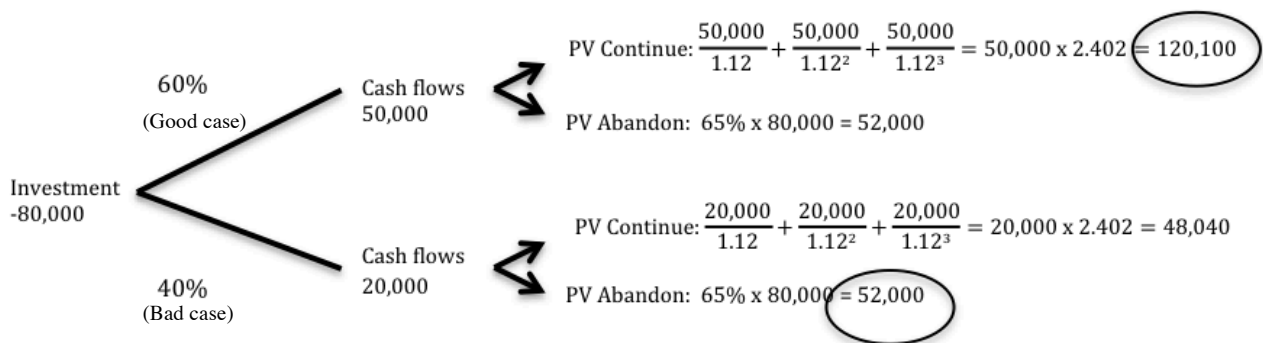 60%
(Good case)
Investment
-80,000
40%
(Bad case)
Cash flows
50,000
Cash flows
20,000
PV Continue: 50,000/1.12 + 50,000/1.12² + 50,000/1.12³ = 50,000 x 2.402 = 120,100
PV Abandon: 65% x 80,000 = 52,000
PV Continue: 20,000/1.12 + 20,000/1.12² + 20,000/1.12³ = 20,000 x 2.402 = 48,040
PV Abandon: 65% x 80,000 = 52,000